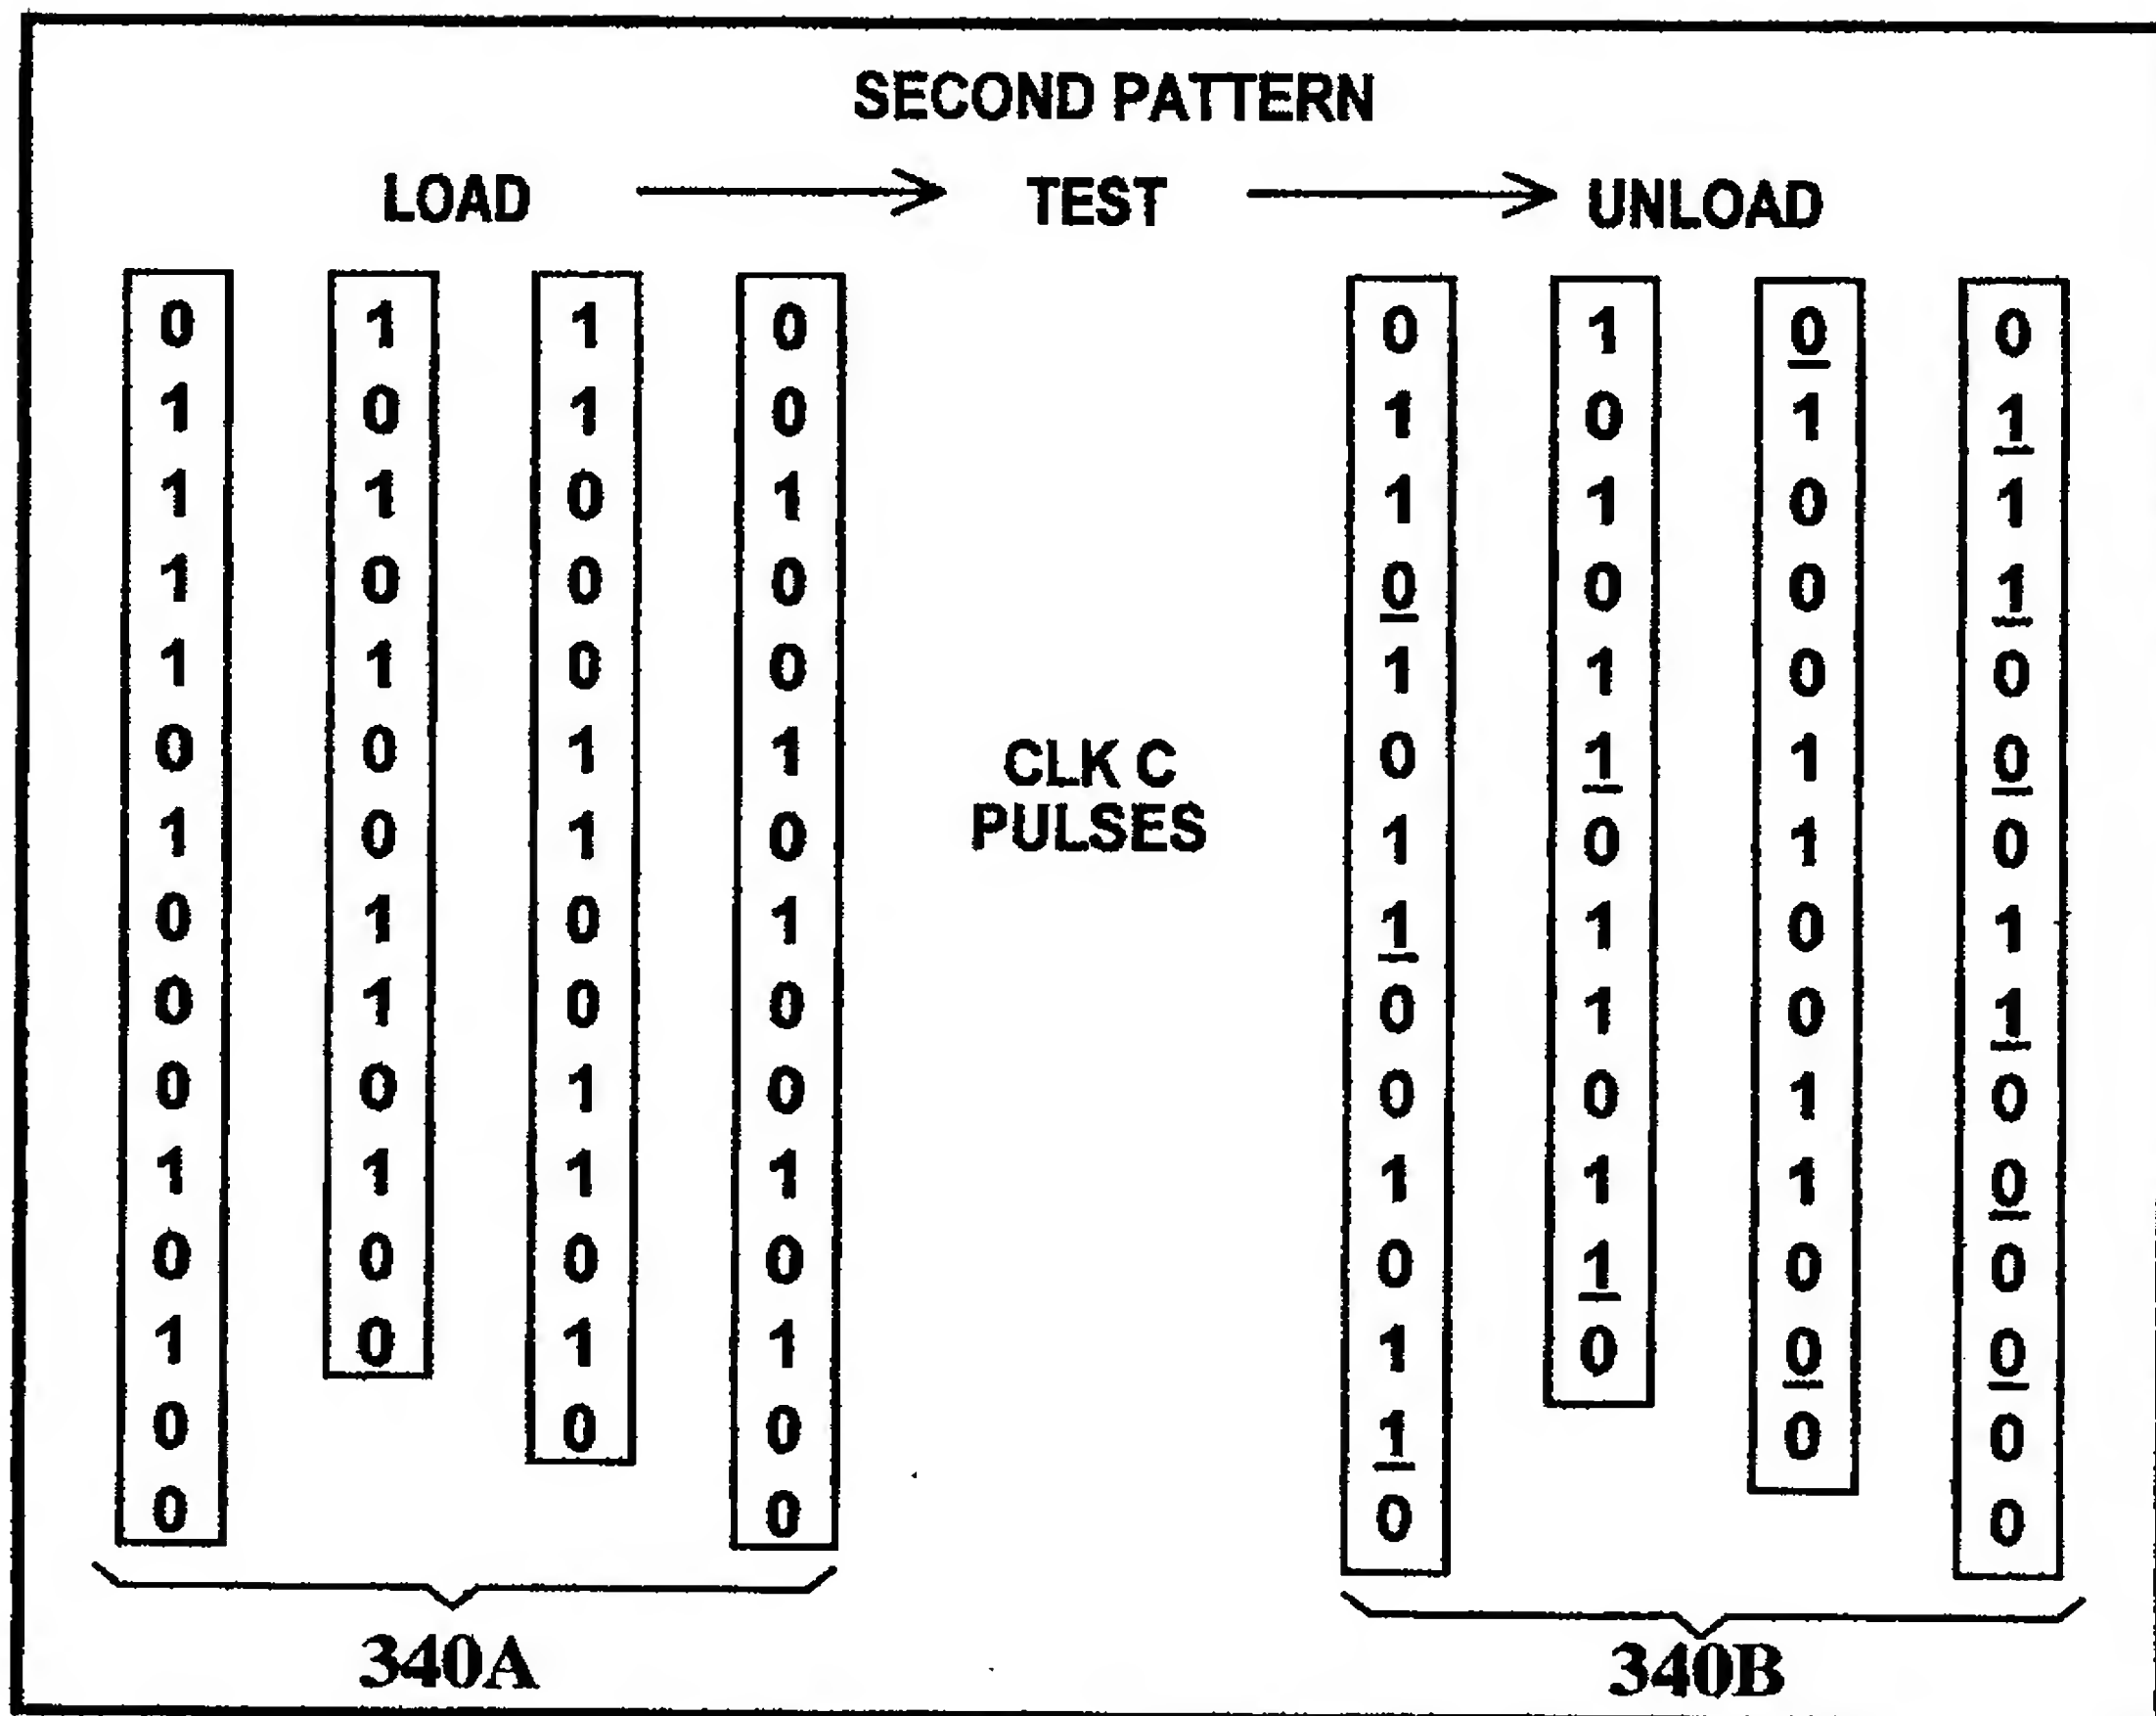 SECOND PATTERN
LOAD TEST UNLOAD
0 1 1 0 0 1 0 0
1 0 1 0 1 0 1 1
1 1 0 1 1 1 0 1
1 0 0 0 0 0 0 1
1 1 0 0 1 1 0 0
0 0 1 1 0 1 1 0
CLK C
PULSES
1 0 1 0 1 0 1 0
0 1 0 1 1 1 0 1
0 1 0 0 0 1 0 1
0 0 1 0 0 0 1 0
1 1 1 1 1 1 1 0
0 0 0 0 0 1 0 0
1 0 1 1 1 0 0 0
0 0 0 1 0 0
0 0 0 0
340A 340B